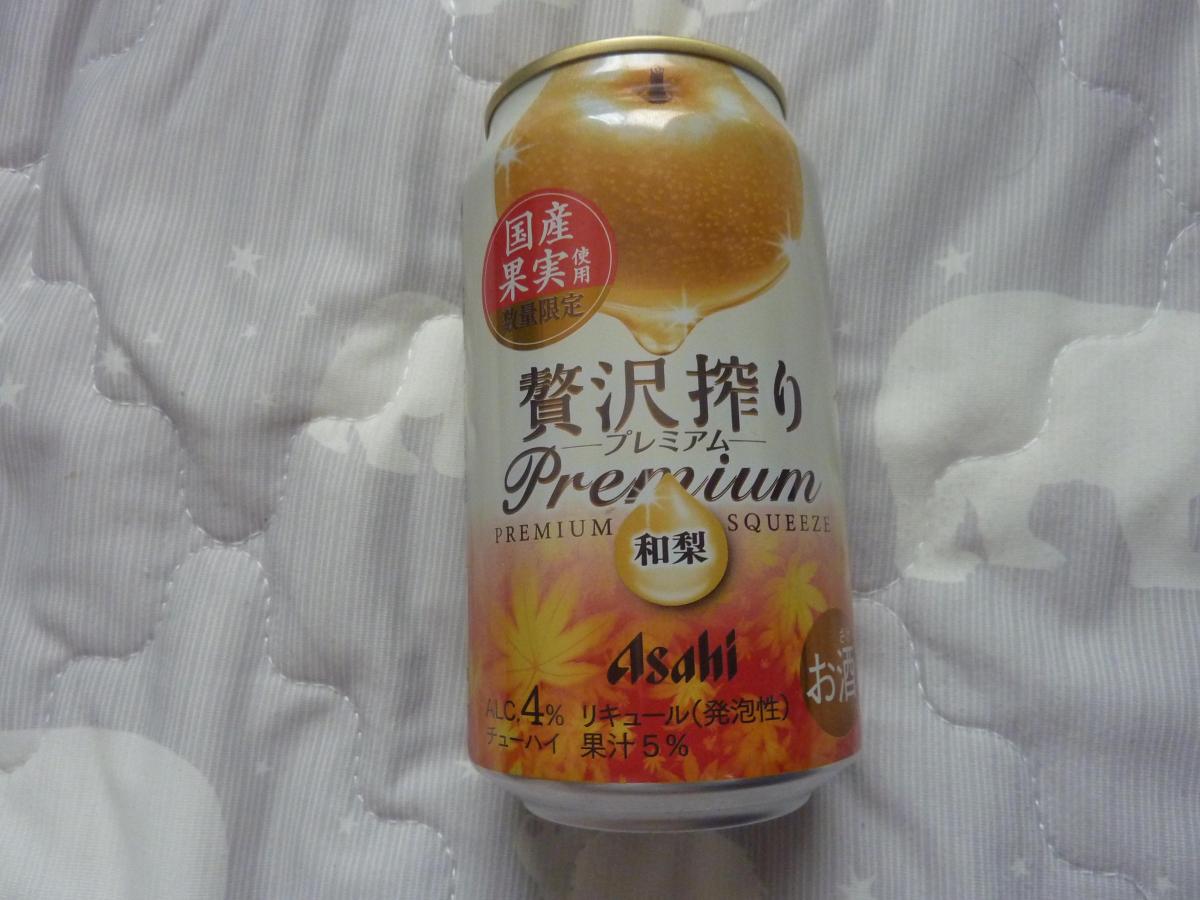 国産
果実使用
数量限定
贅沢搾り
プレミアム
Premium
PREMIUM SQUEEZE
和梨
Asahi
お酒
ALC.4% リキュール(発泡性)
チューハイ 果汁5%